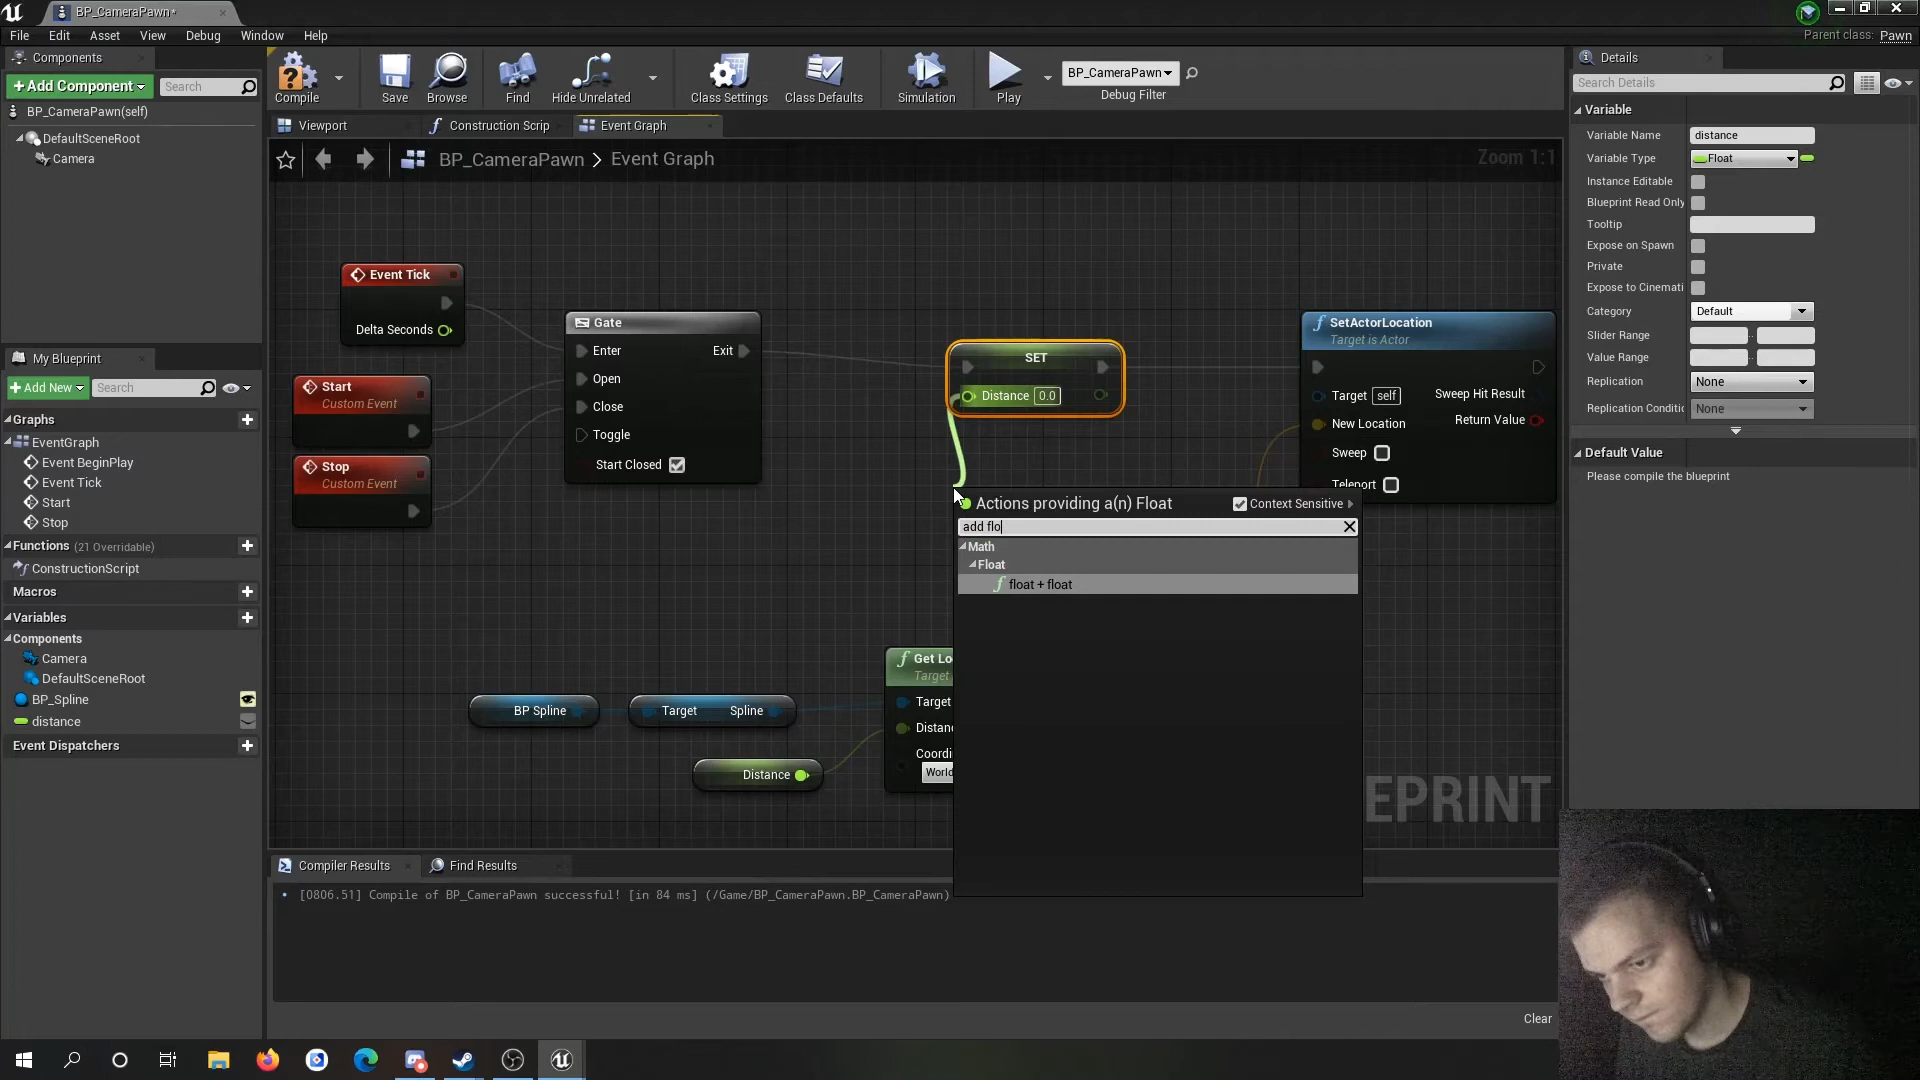 BP_CameraPawn*
File Edit Asset View Debug Window Help
Parent class: Pawn
Components
Add Component
Search
BP_CameraPawn(self)
DefaultSceneRoot
Camera
Compile
Save
Browse
Find
Hide Unrelated
Class Settings
Class Defaults
Simulation
Play
BP_CameraPawn
Debug Filter
Viewport
Construction Scrip
Event Graph
BP_CameraPawn > Event Graph
Zoom 1:1
Event Tick
Delta Seconds
Start
Custom Event
Stop
Custom Event
Gate
Enter Exit
Open
Close
Toggle
Start Closed
SET
Distance 0.0
SetActorLocation
Target is Actor
Target self
Sweep Hit Result
New Location
Return Value
Sweep
Teleport
Actions providing a(n) Float
Context Sensitive
add flo
Math
Float
float + float
BP Spline
Target Spline
Distance
Get Lo
Target
Target
Distanc
Coordi
World
EPRINT
My Blueprint
Add New
Search
Graphs
EventGraph
Event BeginPlay
Event Tick
Start
Stop
Functions (21 Overridable)
ConstructionScript
Macros
Variables
Components
Camera
DefaultSceneRoot
BP_Spline
distance
Event Dispatchers
Compiler Results
Find Results
[0806.51] Compile of BP_CameraPawn successful! [in 84 ms] (/Game/BP_CameraPawn.BP_CameraPawn)
Clear
Details
Search Details
Variable
Variable Name distance
Variable Type Float
Instance Editable
Blueprint Read Only
Tooltip
Expose on Spawn
Private
Expose to Cinemati
Category Default
Slider Range
Value Range
Replication None
Replication Conditic None
Default Value
Please compile the blueprint